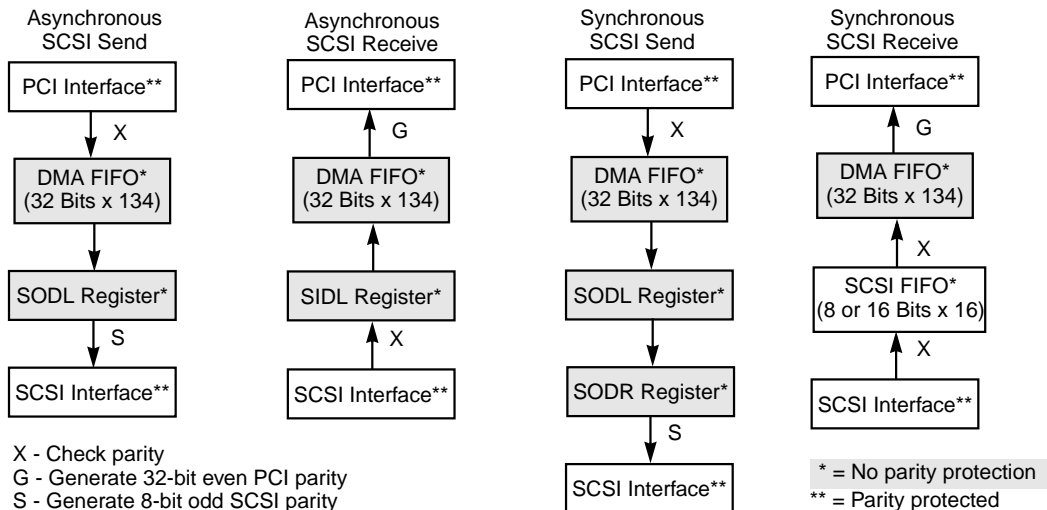 Asynchronous
SCSI Send
PCI Interface**
X
DMA FIFO*
(32 Bits x 134)
SODL Register*
S
SCSI Interface**
Asynchronous
SCSI Receive
PCI Interface**
G
DMA FIFO*
(32 Bits x 134)
SIDL Register*
X
SCSI Interface**
Synchronous
SCSI Send
PCI Interface**
X
DMA FIFO*
(32 Bits x 134)
SODL Register*
SODR Register*
S
SCSI Interface**
Synchronous
SCSI Receive
PCI Interface**
G
DMA FIFO*
(32 Bits x 134)
X
SCSI FIFO*
(8 or 16 Bits x 16)
X
SCSI Interface**
X - Check parity
G - Generate 32-bit even PCI parity
S - Generate 8-bit odd SCSI parity
* = No parity protection
** = Parity protected